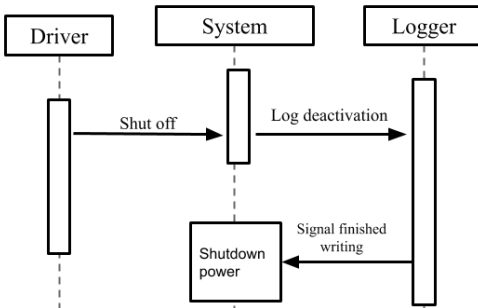 Driver
System
Logger
Shut off
Log deactivation
Signal finished
writing
Shutdown
power